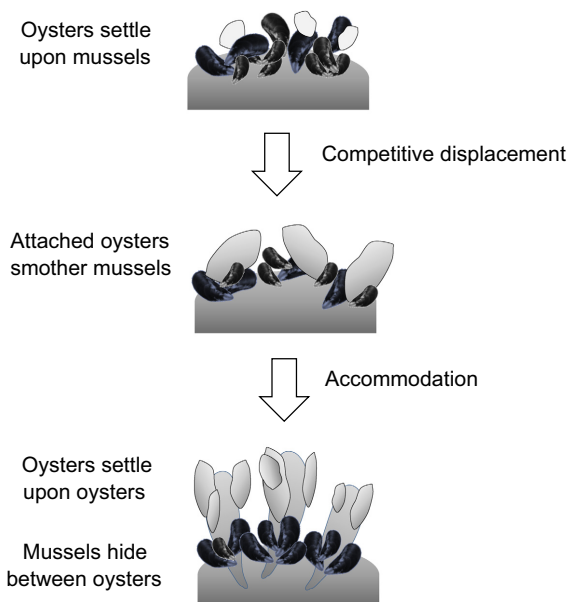 Oysters settle
upon mussels
Competitive displacement
Attached oysters
smother mussels
Accommodation
Oysters settle
upon oysters
Mussels hide
between oysters